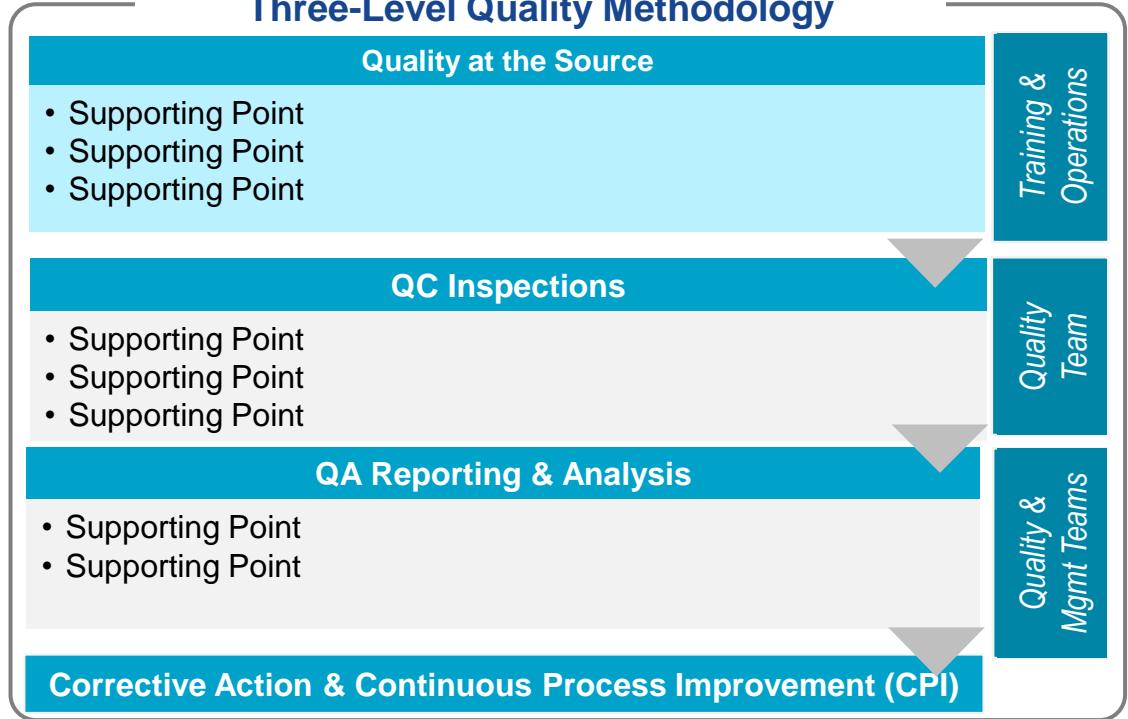 Three-Level Quality Methodology
Quality at the Source
• Supporting Point
• Supporting Point
• Supporting Point
Training &
Operations
QC Inspections
• Supporting Point
• Supporting Point
• Supporting Point
Quality
Team
QA Reporting & Analysis
• Supporting Point
• Supporting Point
Quality &
Mgmt Teams
Corrective Action & Continuous Process Improvement (CPI)